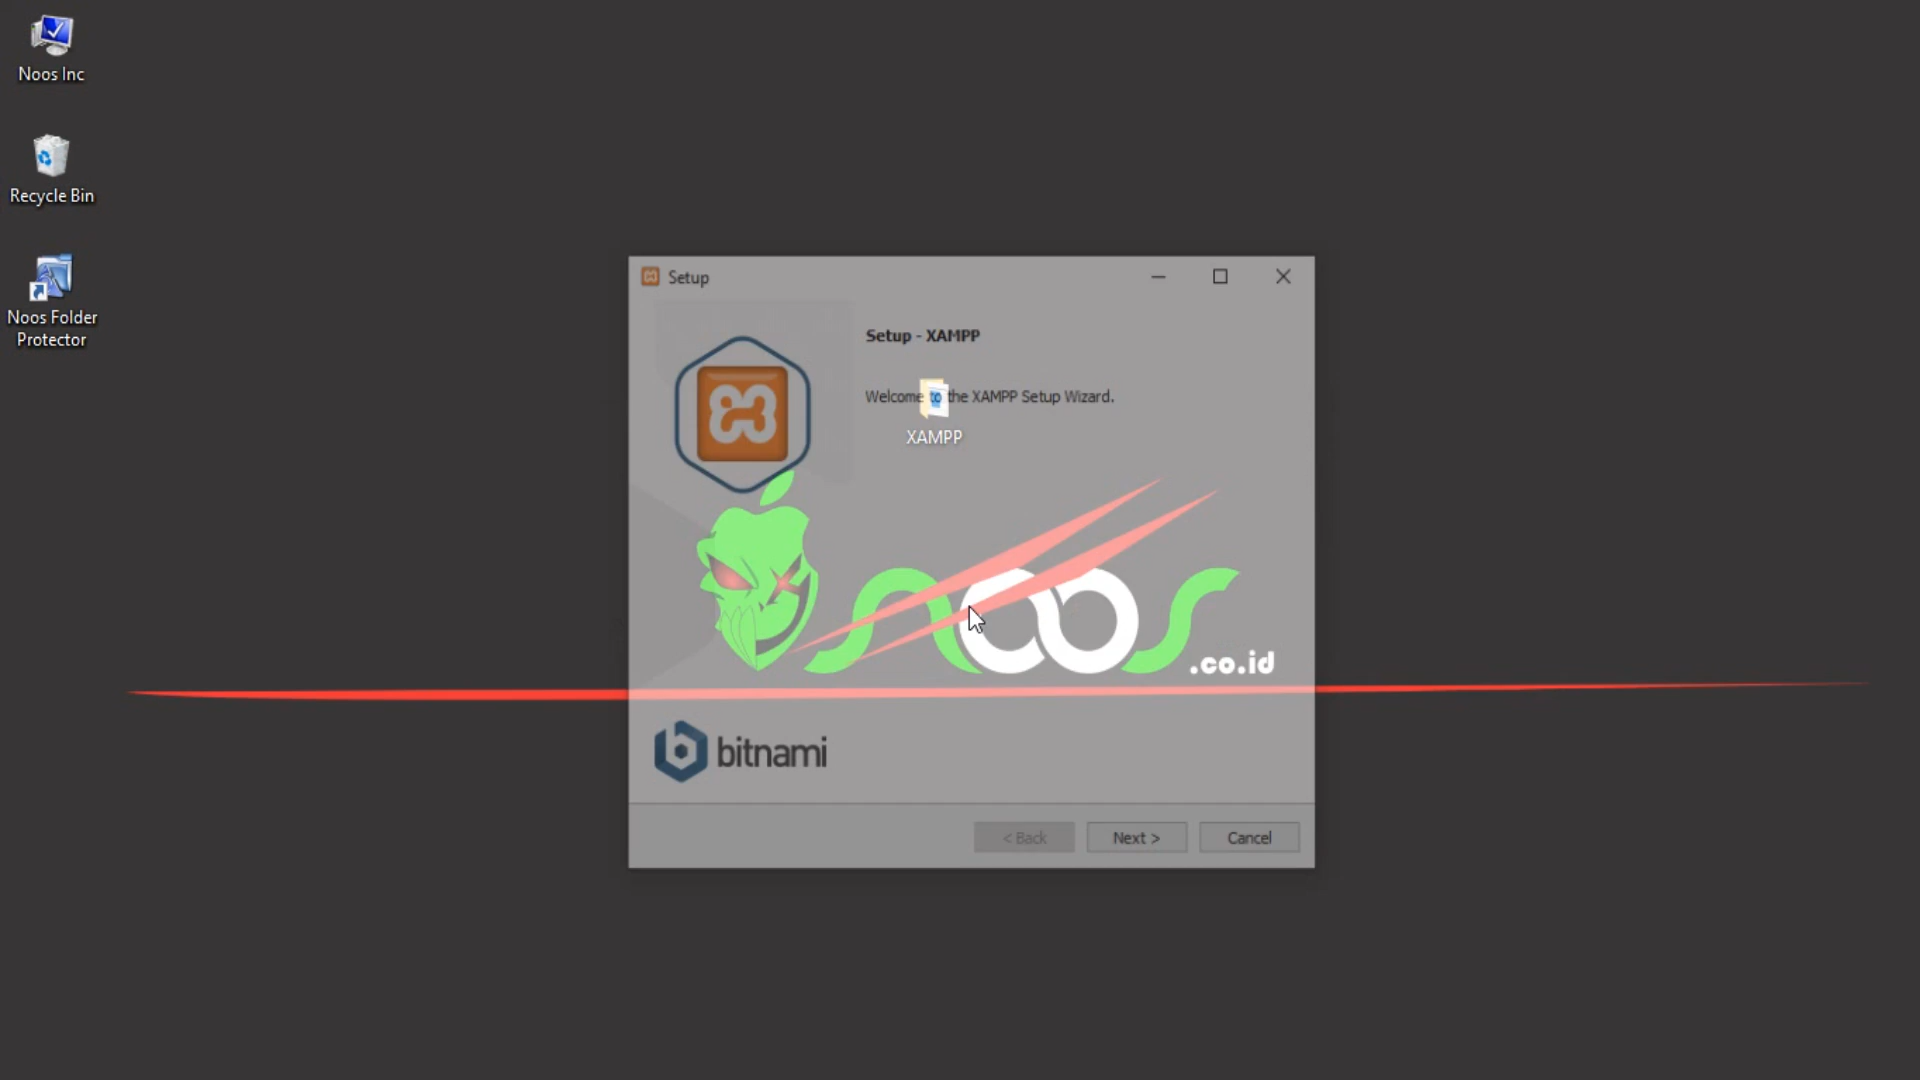 Noos Inc
Recycle Bin
Noos Folder
Protector
Setup
Setup - XAMPP
Welcome to the XAMPP Setup Wizard.
XAMPP
noos
.co.id
bitnami
< Back
Next >
Cancel